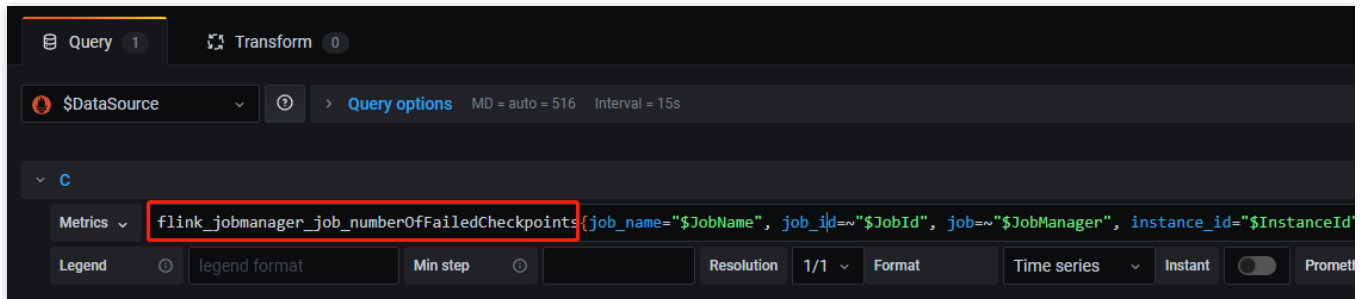 Query 1 Transform 0
$DataSource Query options MD = auto = 516 Interval = 15s
C
Metrics flink_jobmanager_job_numberOfFailedCheckpoints{job_name="$JobName", job_id=~"$JobId", job=~"$JobManager", instance_id="$InstanceId"
Legend legend format Min step Resolution 1/1 Format Time series Instant